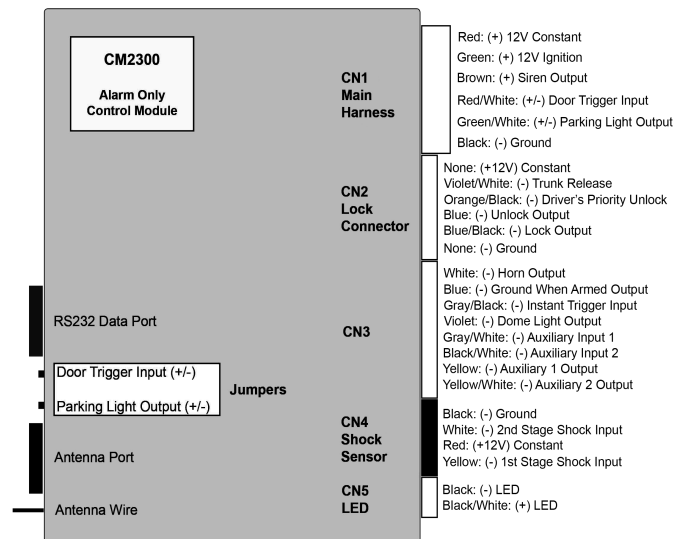 CM2300
Alarm Only
Control Module
CN1
Main
Harness
Red: (+) 12V Constant
Green: (+) 12V Ignition
Brown: (+) Siren Output
Red/White: (+/-) Door Trigger Input
Green/White: (+/-) Parking Light Output
Black: (-) Ground
CN2
Lock
Connector
None: (+12V) Constant
Violet/White: (-) Trunk Release
Orange/Black: (-) Driver's Priority Unlock
Blue: (-) Unlock Output
Blue/Black: (-) Lock Output
None: (-) Ground
CN3
White: (-) Horn Output
Blue: (-) Ground When Armed Output
Gray/Black: (-) Instant Trigger Input
Violet: (-) Dome Light Output
Gray/White: (-) Auxiliary Input 1
Black/White: (-) Auxiliary Input 2
Yellow: (-) Auxiliary 1 Output
Yellow/White: (-) Auxiliary 2 Output
RS232 Data Port
Door Trigger Input (+/-)
Parking Light Output (+/-)
Jumpers
CN4
Shock
Sensor
Black: (-) Ground
White: (-) 2nd Stage Shock Input
Red: (+12V) Constant
Yellow: (-) 1st Stage Shock Input
Antenna Port
Antenna Wire
CN5
LED
Black: (-) LED
Black/White: (+) LED